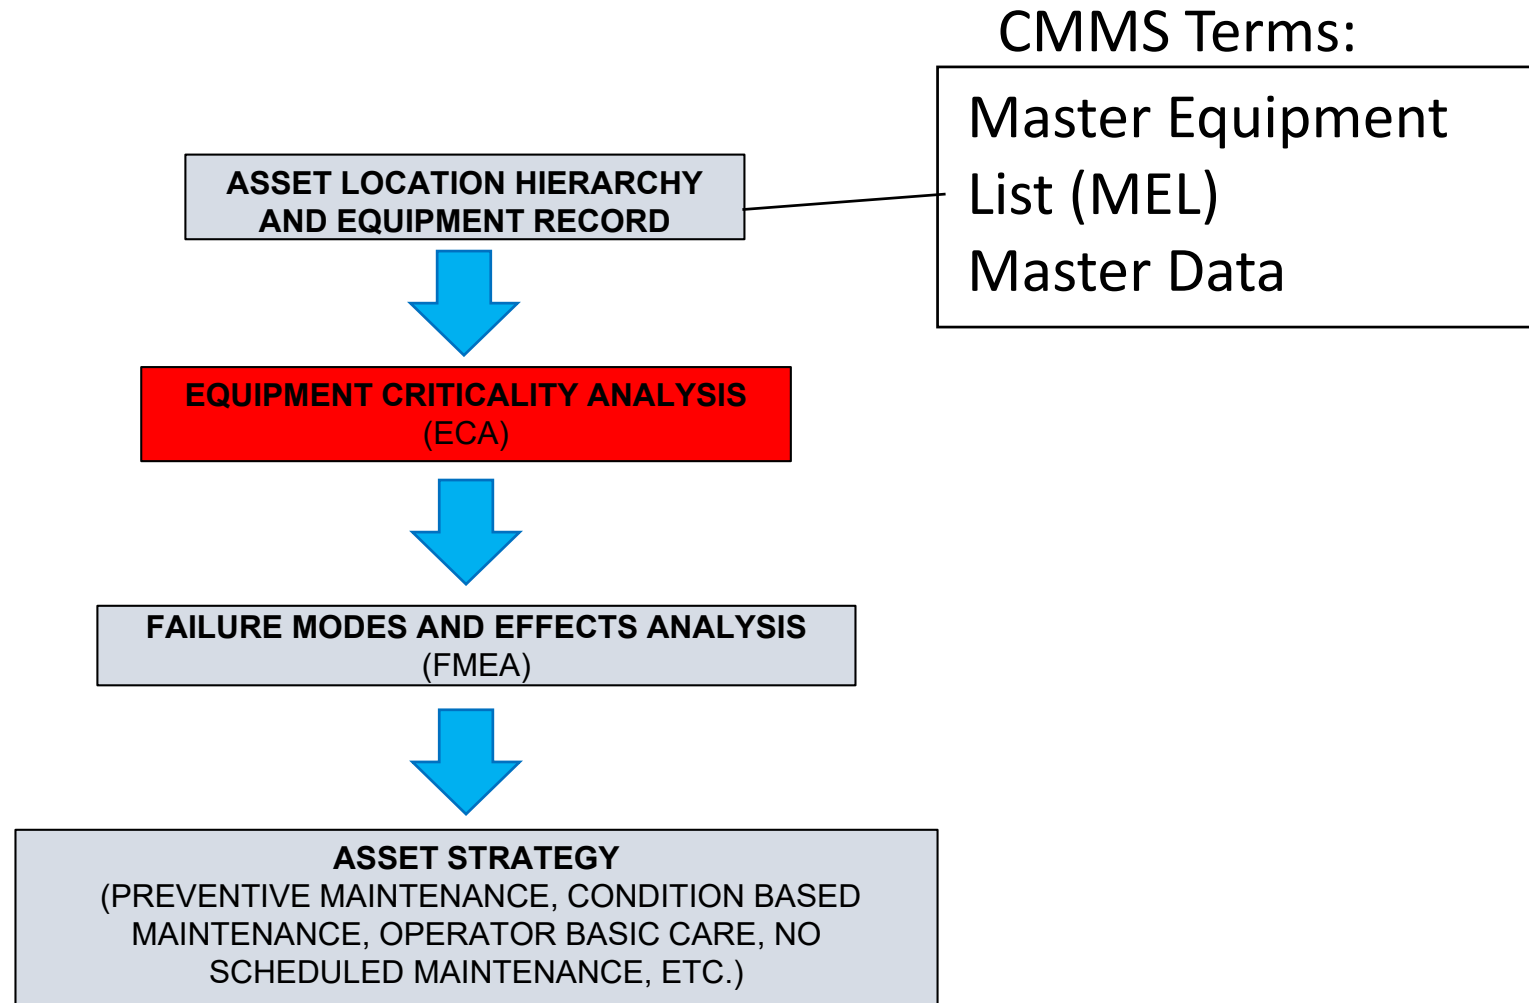 CMMS Terms:
Master Equipment
List (MEL)
Master Data
ASSET LOCATION HIERARCHY
AND EQUIPMENT RECORD
EQUIPMENT CRITICALITY ANALYSIS
(ECA)
FAILURE MODES AND EFFECTS ANALYSIS
(FMEA)
ASSET STRATEGY
(PREVENTIVE MAINTENANCE, CONDITION BASED
MAINTENANCE, OPERATOR BASIC CARE, NO
SCHEDULED MAINTENANCE, ETC.)